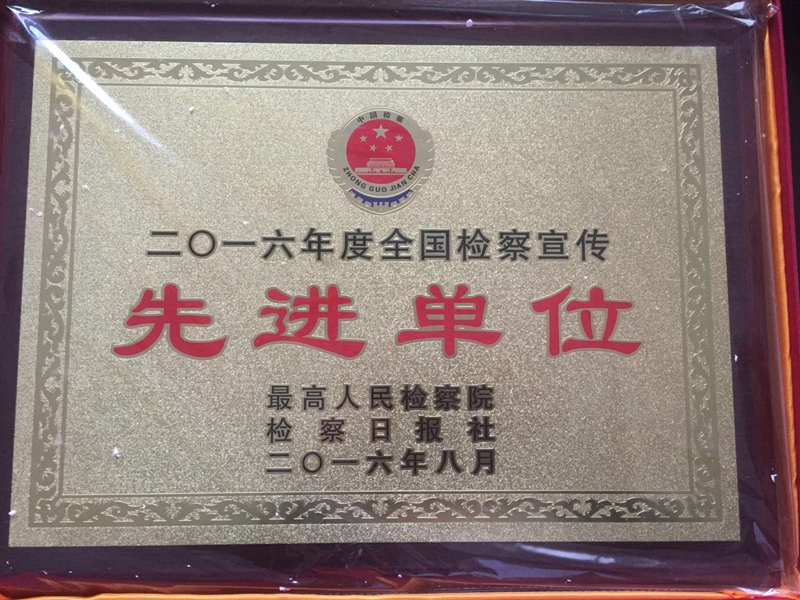 中国检察
ZHONG GUO JIAN CHA
二〇一六年度全国检察宣传
先进单位
最高人民检察院
检察日报社
二〇一六年八月